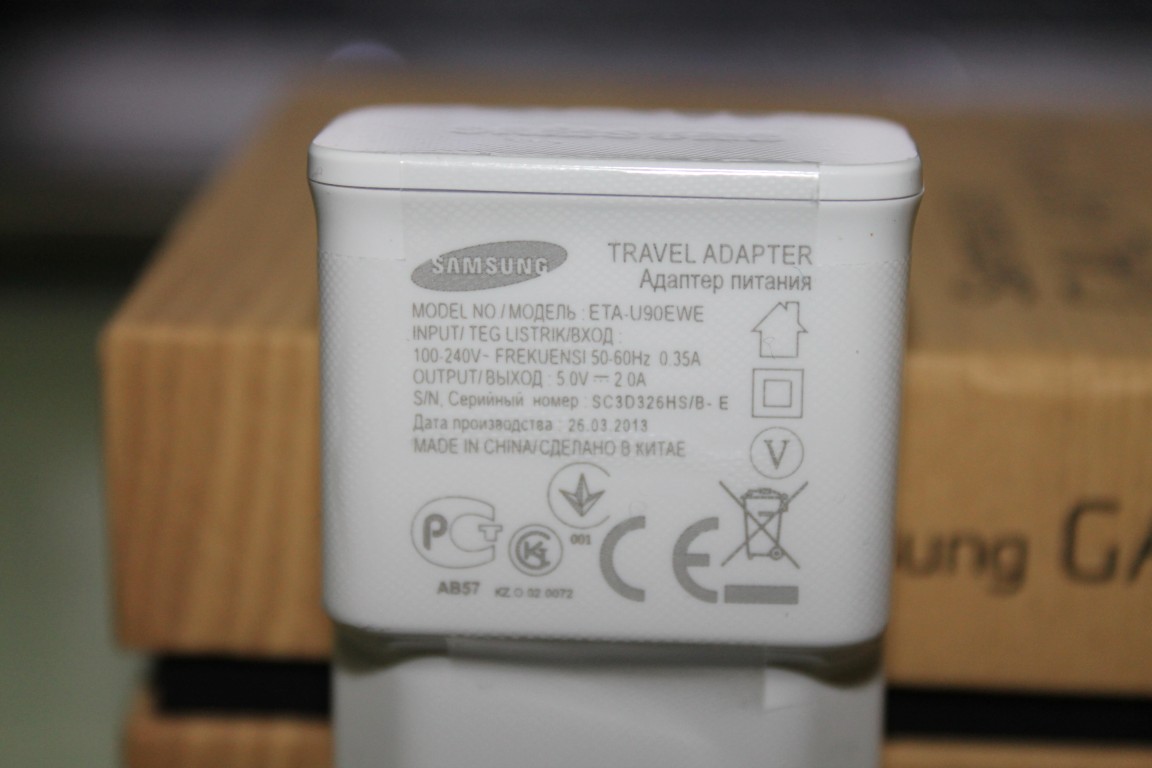 SAMSUNG
TRAVEL ADAPTER
Адаптер питания
MODEL NO / МОДЕЛЬ : ETA-U90EWE
INPUT/ TEG LISTRIK/ВХОД :
100-240V~ FREKUENSI 50-60Hz 0.35A
OUTPUT/ВЫХОД : 5.0V ⎓ 2.0A
S/N, Серийный номер : SC3D326HS/B- E
Дата производства : 26.03.2013
MADE IN CHINA/СДЕЛАНО В КИТАЕ
V
РСТ
001
CE
AB57
KZ.O.02.0072
ung GA